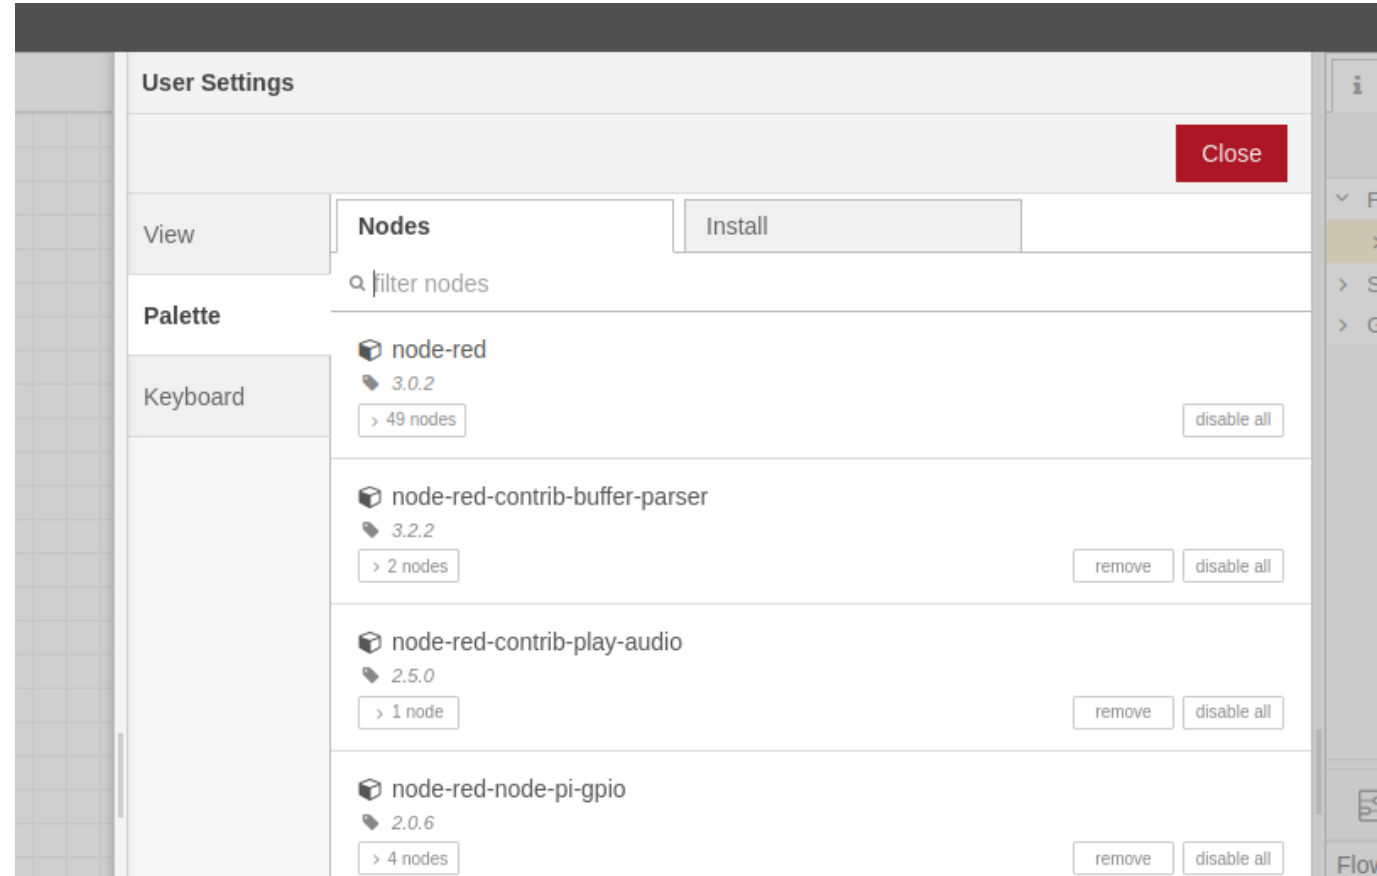 User Settings
Close
View
Palette
Keyboard
Nodes
Install
filter nodes
node-red
3.0.2
49 nodes
disable all
node-red-contrib-buffer-parser
3.2.2
2 nodes
remove
disable all
node-red-contrib-play-audio
2.5.0
1 node
remove
disable all
node-red-node-pi-gpio
2.0.6
4 nodes
remove
disable all